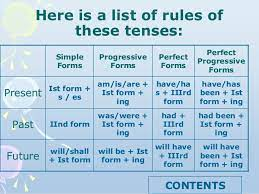 Here is a list of rules of
these tenses:
Simple Forms
Progressive Forms
Perfect Forms
Perfect Progressive Forms
Present
Ist form + s / es
am/is/are + Ist form + ing
have/has + IIIrd form
have/has been + Ist form + ing
Past
IInd form
was/were + Ist form + ing
had + IIIrd form
had been + Ist form + ing
Future
will/shall + Ist form
will be + Ist form + ing
will have + IIIrd form
will have been + Ist form + ing
CONTENTS